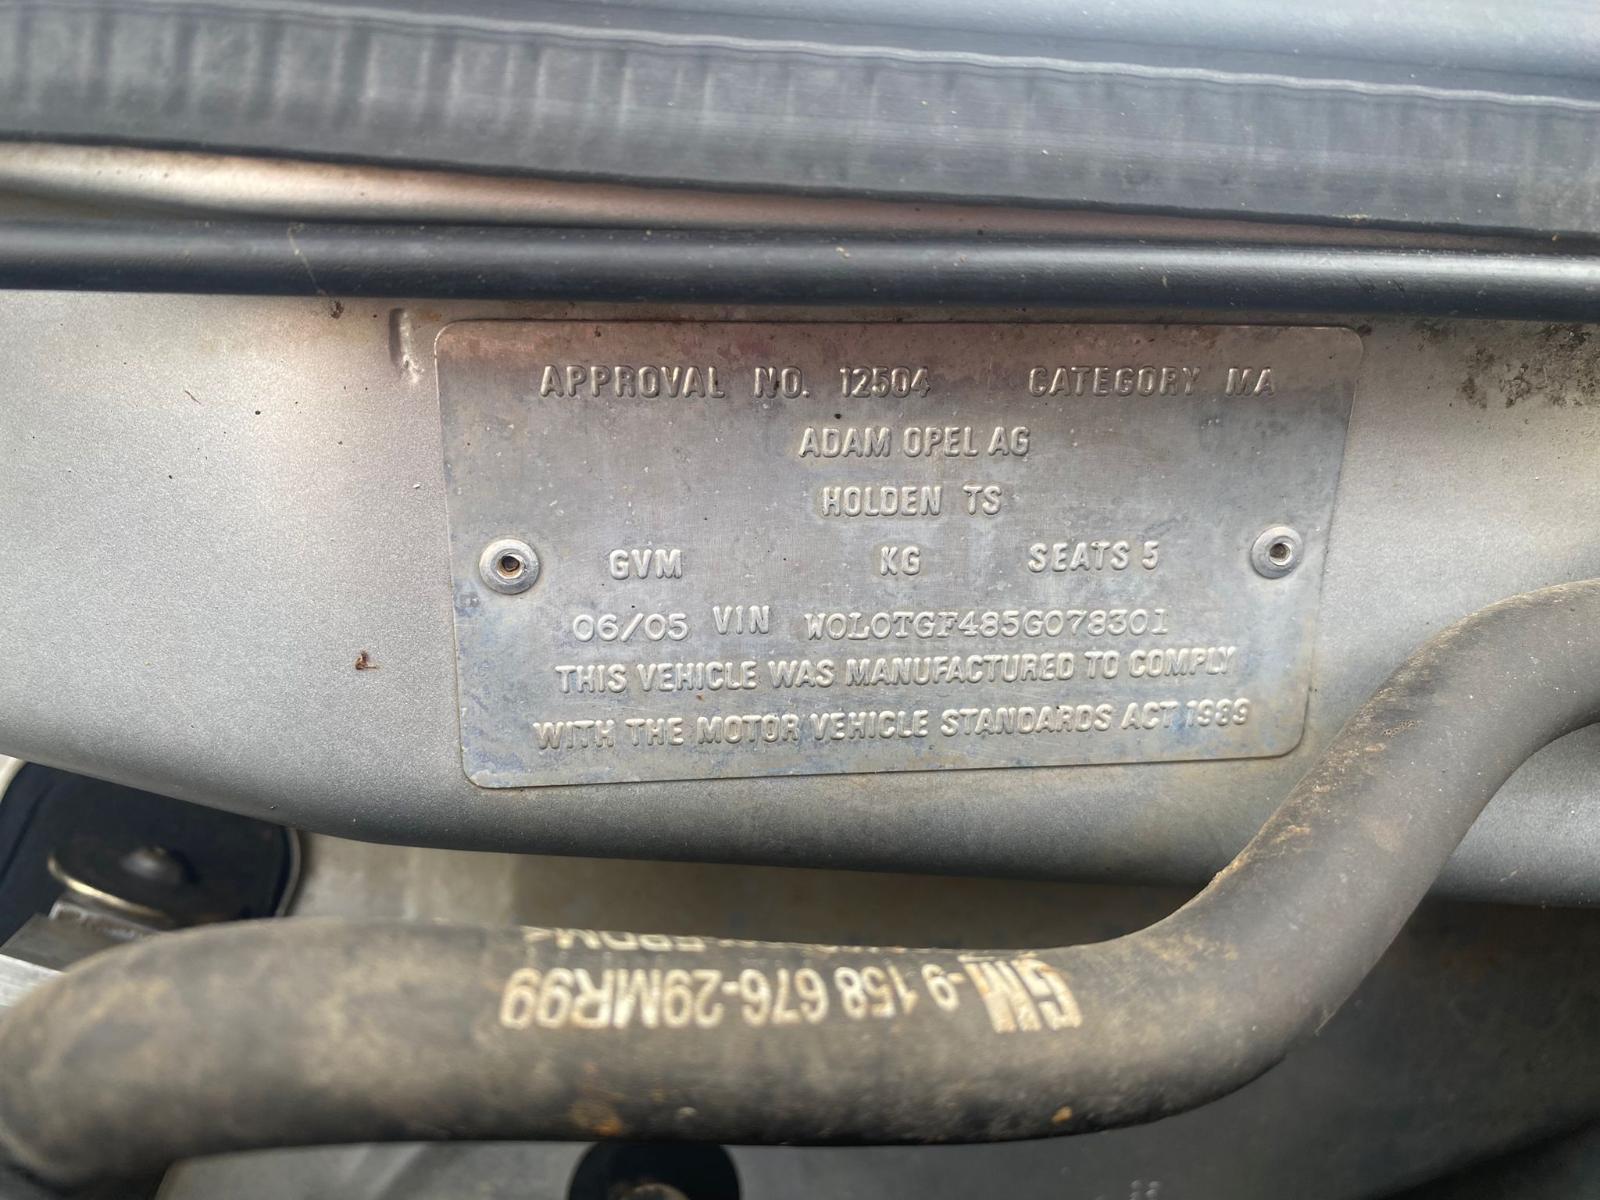 APPROVAL NO. 12504 CATEGORY MA
ADAM OPEL AG
HOLDEN TS
GVM KG SEATS 5
06/05 VIN W0L0TGF485G078301
THIS VEHICLE WAS MANUFACTURED TO COMPLY
WITH THE MOTOR VEHICLE STANDARDS ACT 1989
GM-9 158 676-29MR99